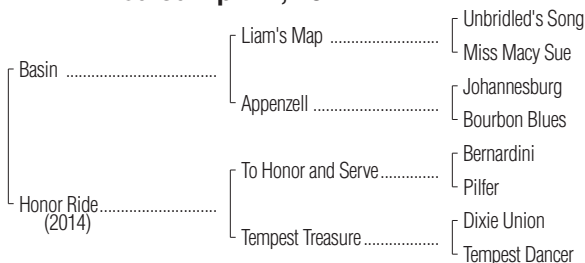 Unbridled's Song
Liam's Map
Miss Macy Sue
Basin
Johannesburg
Appenzell
Bourbon Blues
Bernardini
To Honor and Serve
Pilfer
Honor Ride
(2014)
Dixie Union
Tempest Treasure
Tempest Dancer